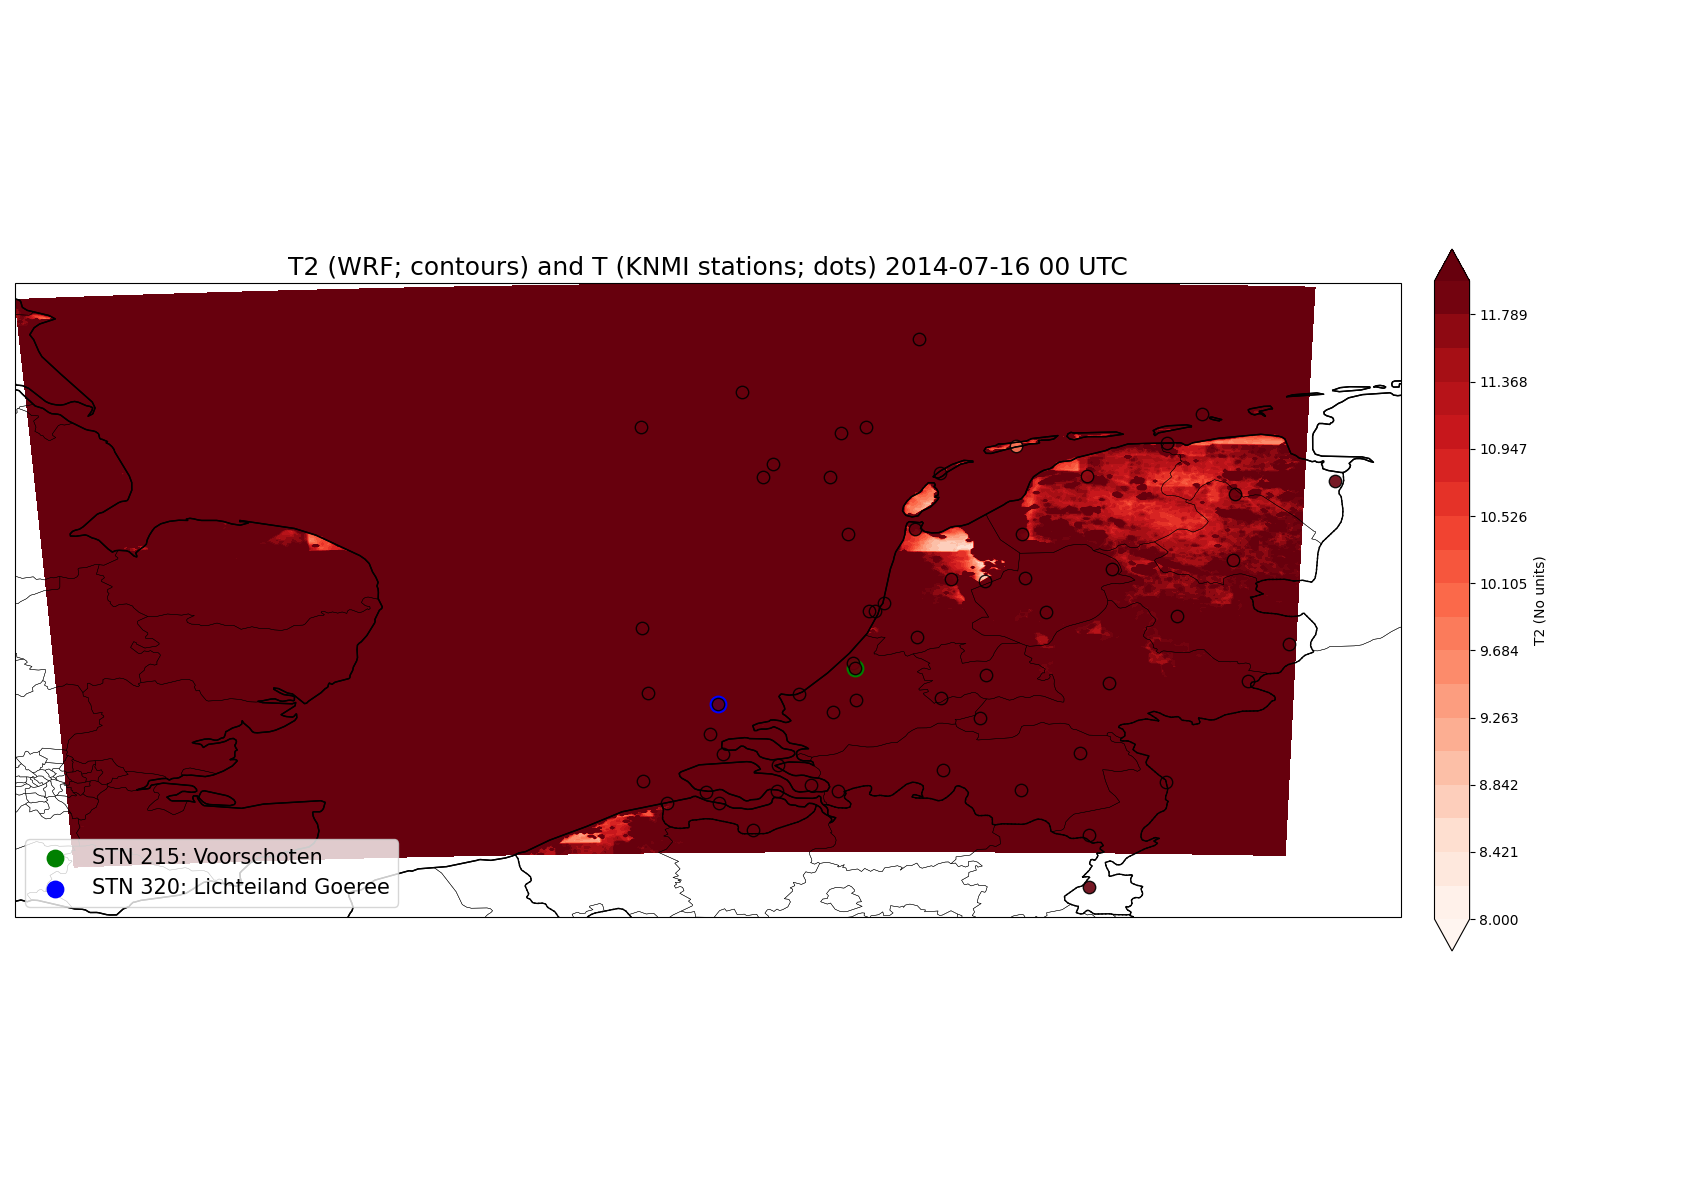 T2 (WRF; contours) and T (KNMI stations; dots) 2014-07-16 00 UTC
11.789
11.368
10.947
10.526
10.105
9.684
9.263
8.842
8.421
8.000
T2 (No units)
STN 215: Voorschoten
STN 320: Lichteiland Goeree